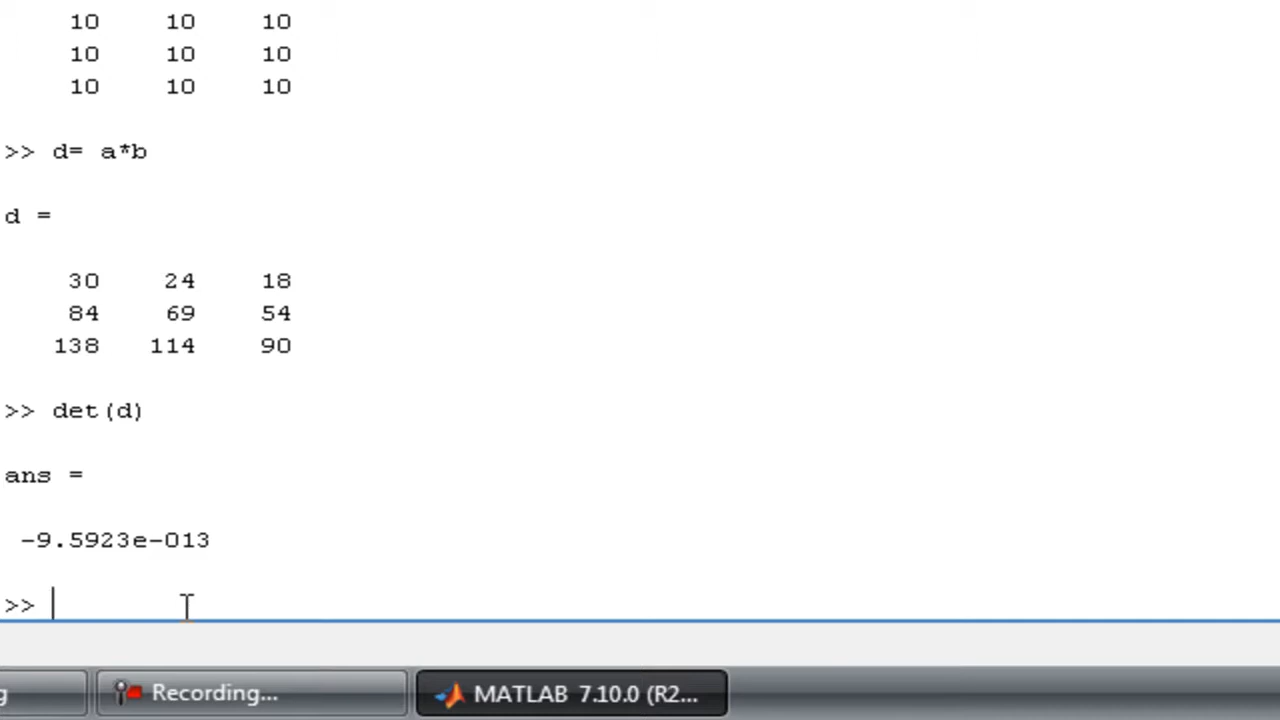 10 10 10
10 10 10
10 10 10
>> d= a*b
d =
30 24 18
84 69 54
138 114 90
>> det(d)
ans =
-9.5923e-013
>>
g Recording... MATLAB 7.10.0 (R2...